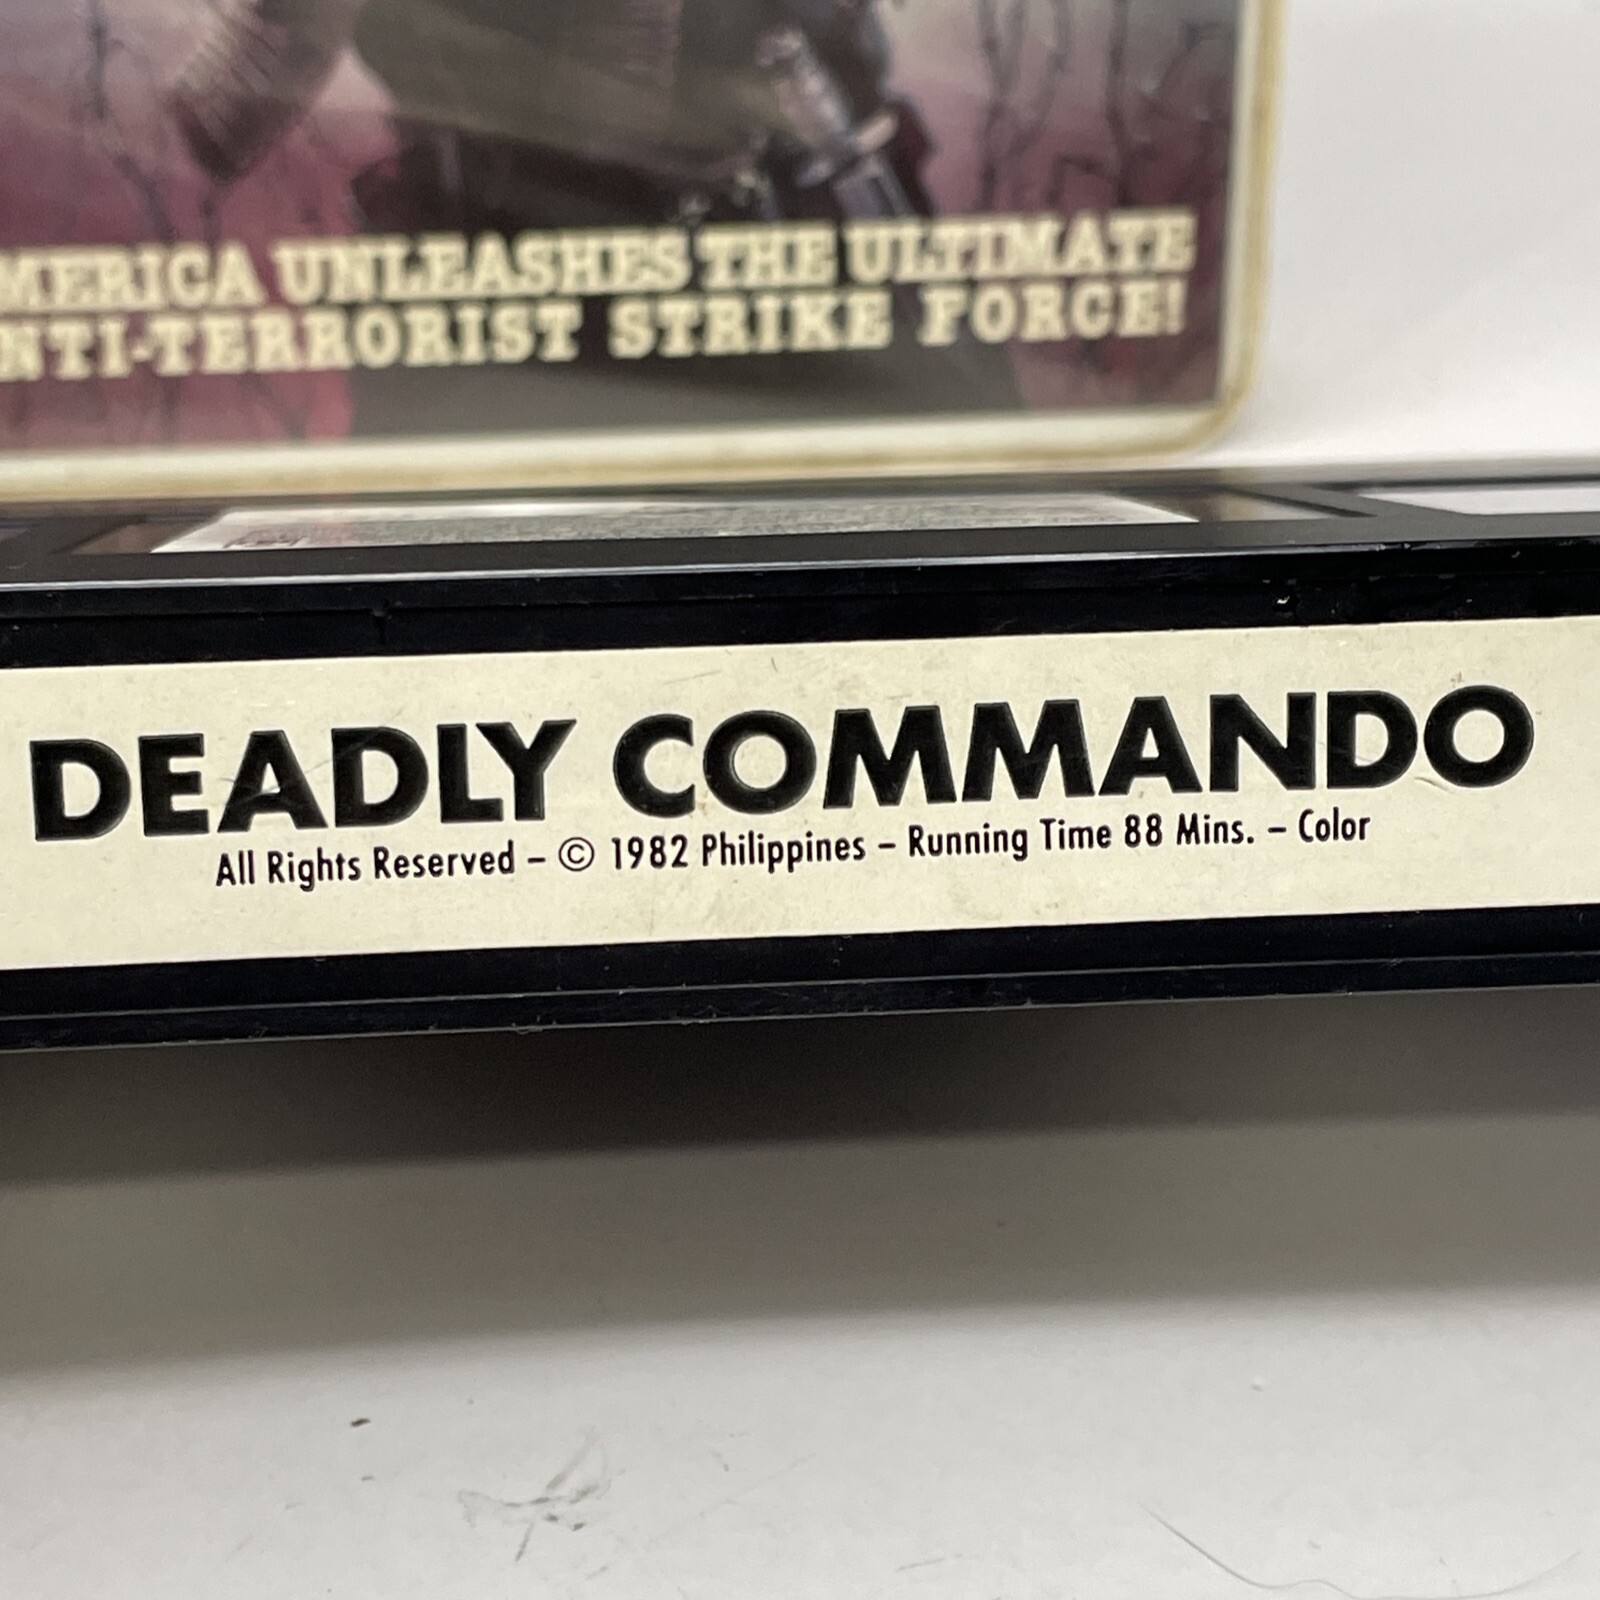 MERICA UNLEASHES THE ULTIMATE
NTI-TERRORIST STRIKE FORCE!
DEADLY COMMANDO
All Rights Reserved – © 1982 Philippines – Running Time 88 Mins. – Color